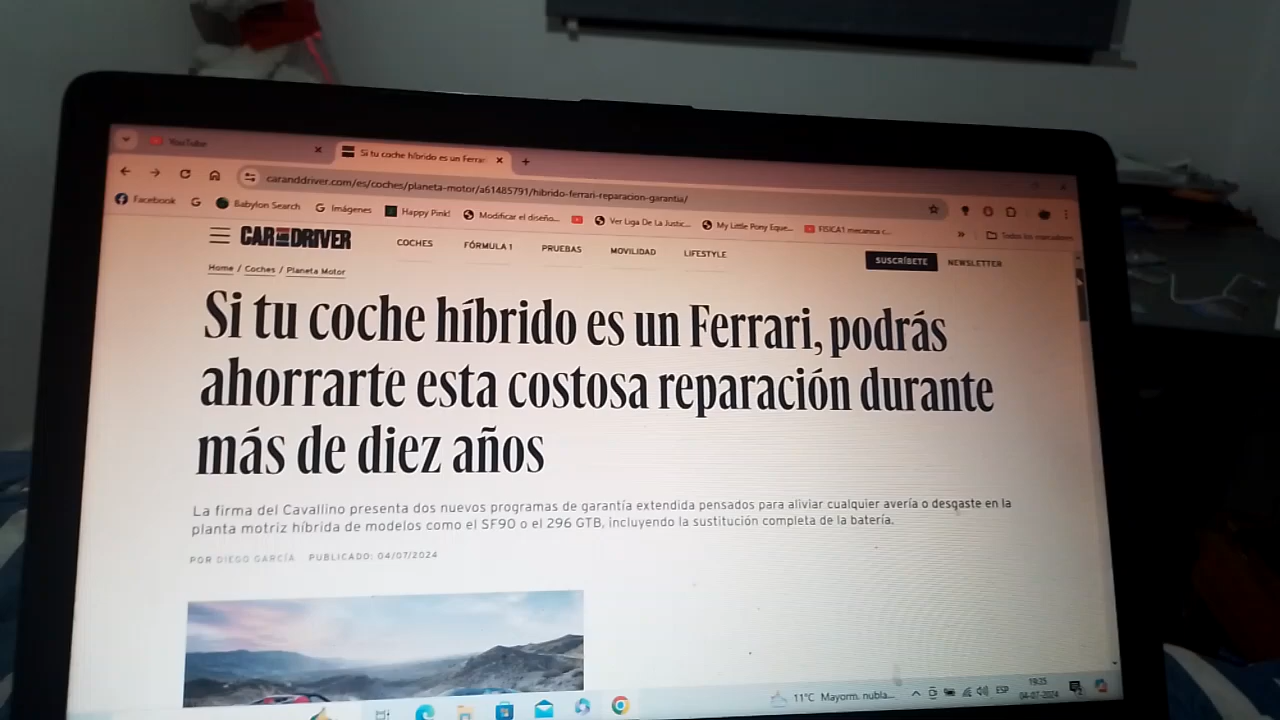 YouTube
Si tu coche híbrido es un Ferrar
caranddriver.com/es/coches/planeta-motor/a61485791/hibrido-ferrari-reparacion-garantia/
Facebook
Babylon Search
Imágenes
Happy Pink!
Modificar el diseño...
Ver Liga De La Justic...
My Little Pony Eque...
FISICA1 mecanica c...
Todos los marcadores
CAR AND DRIVER
COCHES
FÓRMULA 1
PRUEBAS
MOVILIDAD
LIFESTYLE
SUSCRÍBETE
NEWSLETTER
Home / Coches / Planeta Motor
Si tu coche híbrido es un Ferrari, podrás
ahorrarte esta costosa reparación durante
más de diez años
La firma del Cavallino presenta dos nuevos programas de garantía extendida pensados para aliviar cualquier avería o desgaste en la
planta motriz híbrida de modelos como el SF90 o el 296 GTB, incluyendo la sustitución completa de la batería.
POR DIEGO GARCÍA PUBLICADO: 04/07/2024
11°C Mayorm. nubla...
ESP
19:35
04-07-2024